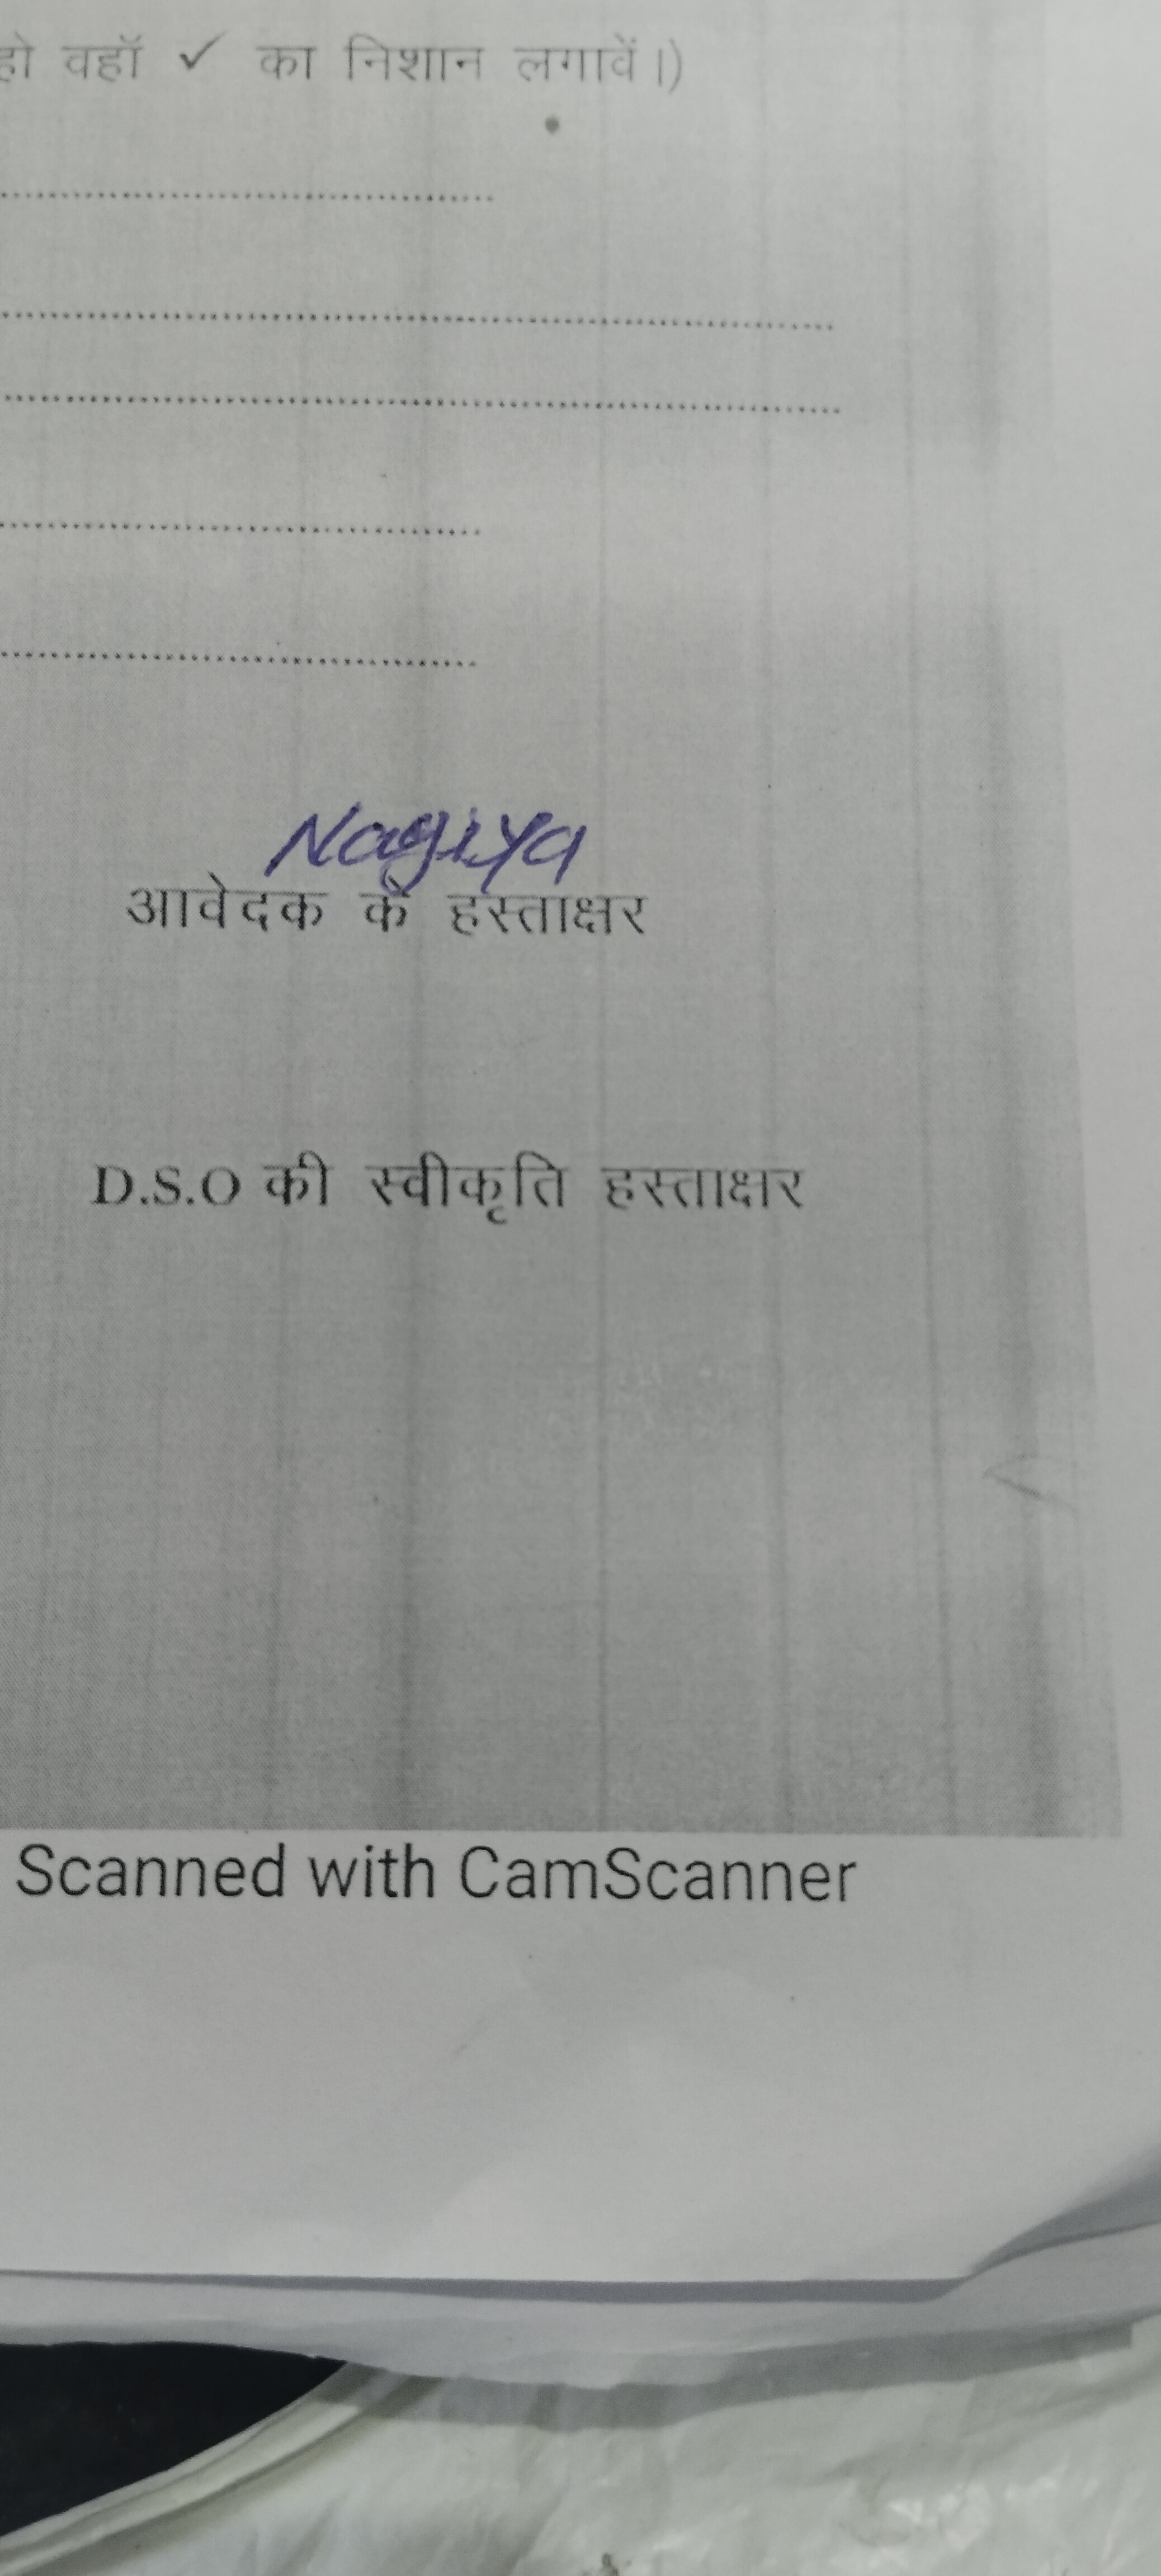 हो वहॉ ✓ का निशान लगावें।)
..............................
..............................
..............................
..............................
..............................
Nagiya
आवेदक के हस्ताक्षर
D.S.O की स्वीकृति हस्ताक्षर
Scanned with CamScanner